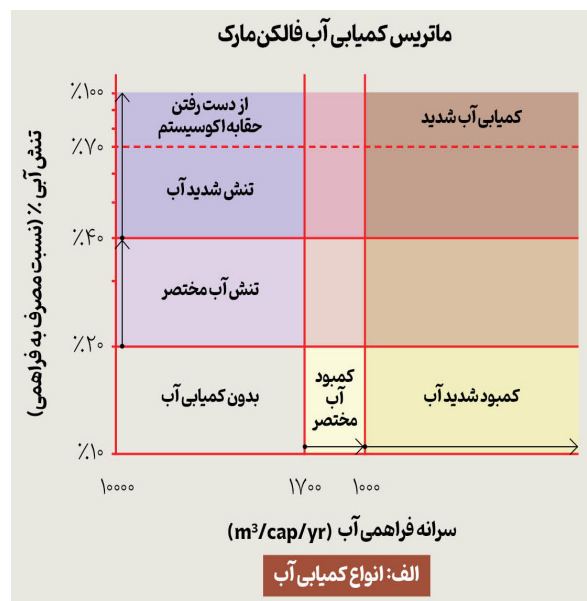 ماتریس کمیابی آب فالکن‌مارک
تنش آبی ٪ (نسبت مصرف به فراهمی)
٪۱۰۰
٪۷۰
٪۴۰
٪۲۰
٪۱۰
از دست رفتن
حقابه اکوسیستم
کمیابی آب شدید
تنش شدید آب
تنش آب مختصر
بدون کمیابی آب
کمبود
آب
مختصر
کمبود شدید آب
۱۰۰۰۰
۱۷۰۰
۱۰۰۰
سرانه فراهمی آب (m³/cap/yr)
الف: انواع کمیابی آب